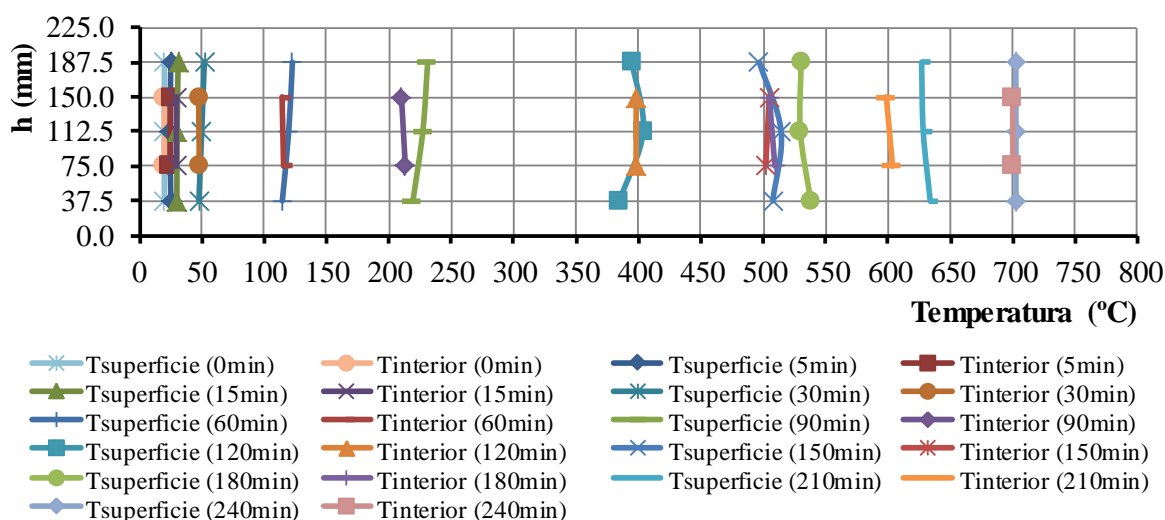 h (mm)
225.0
187.5
150.0
112.5
75.0
37.5
0.0
0 50 100 150 200 250 300 350 400 450 500 550 600 650 700 750 800
Temperatura (ºC)
Tsuperficie (0min) Tinterior (0min) Tsuperficie (5min) Tinterior (5min)
Tsuperficie (15min) Tinterior (15min) Tsuperficie (30min) Tinterior (30min)
Tsuperficie (60min) Tinterior (60min) Tsuperficie (90min) Tinterior (90min)
Tsuperficie (120min) Tinterior (120min) Tsuperficie (150min) Tinterior (150min)
Tsuperficie (180min) Tinterior (180min) Tsuperficie (210min) Tinterior (210min)
Tsuperficie (240min) Tinterior (240min)